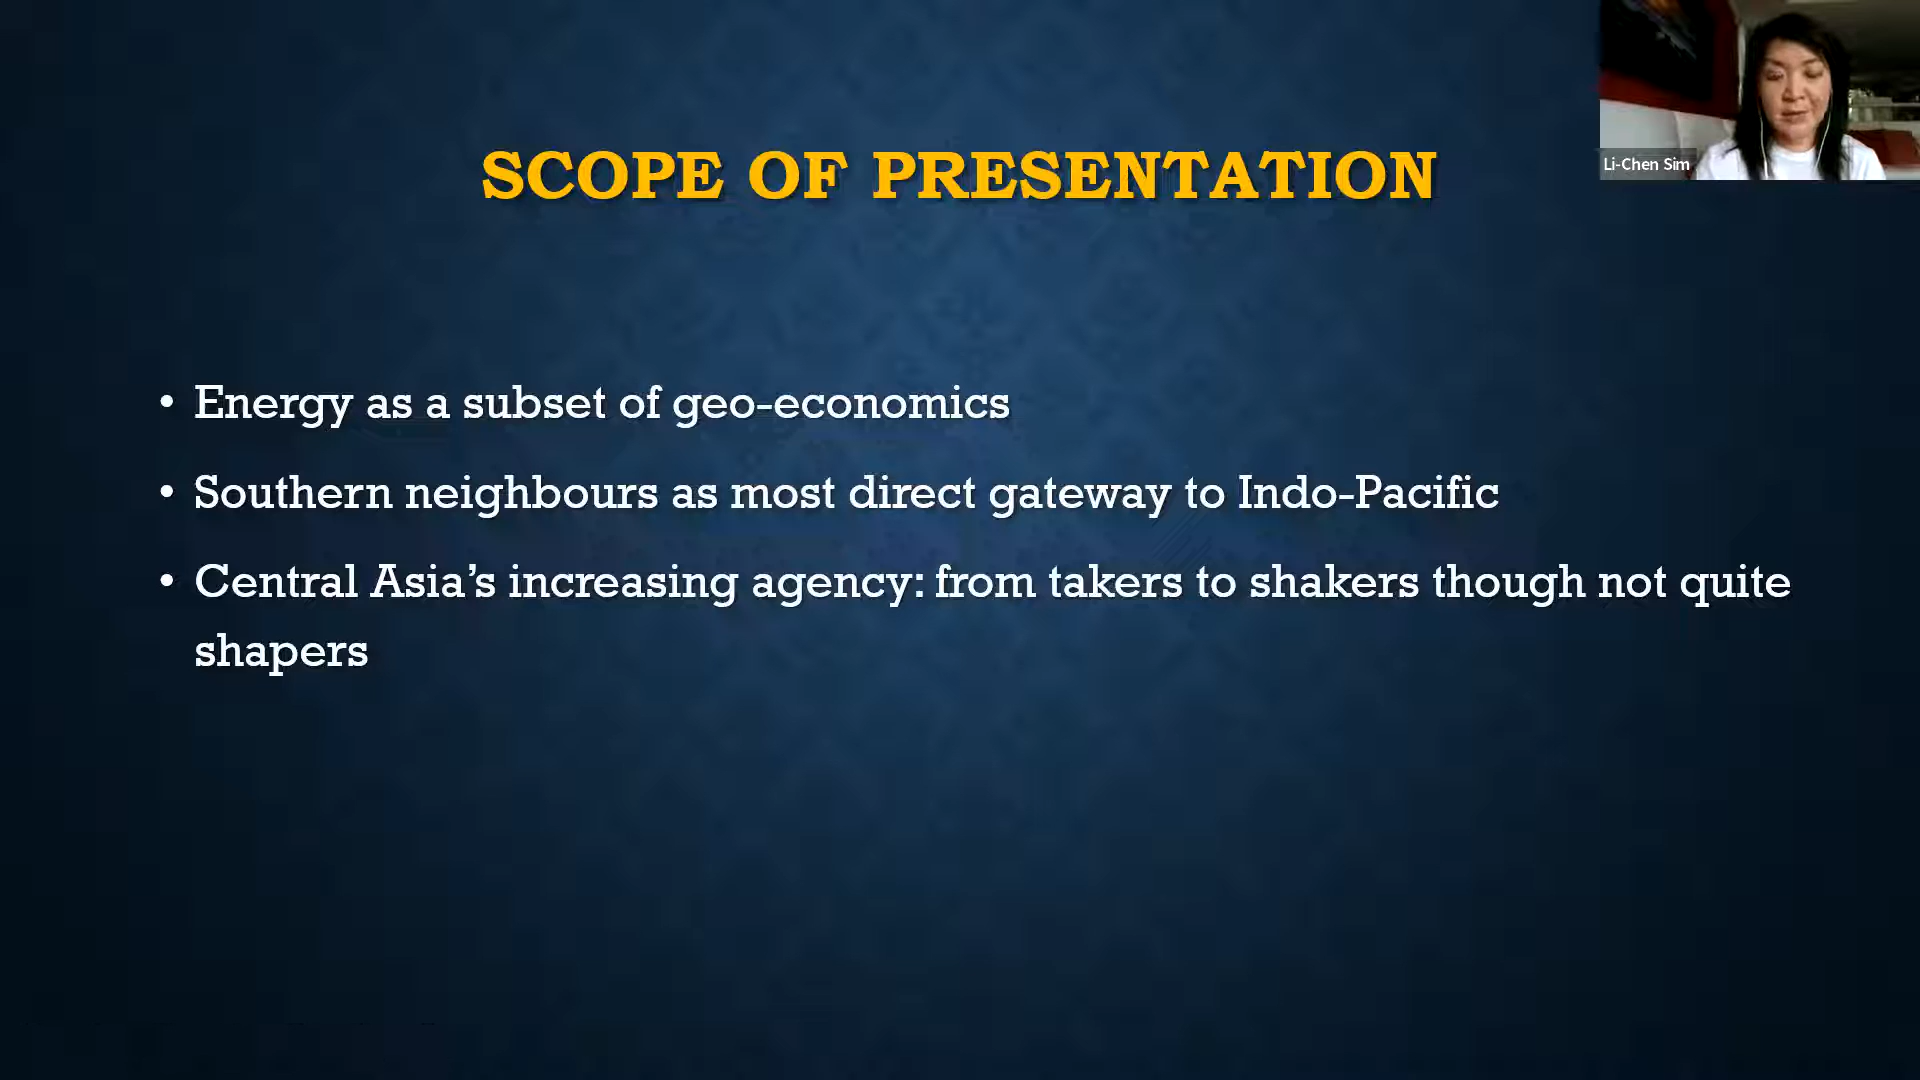 SCOPE OF PRESENTATION
Li-Chen Sim
• Energy as a subset of geo-economics
• Southern neighbours as most direct gateway to Indo-Pacific
• Central Asia’s increasing agency: from takers to shakers though not quite
shapers